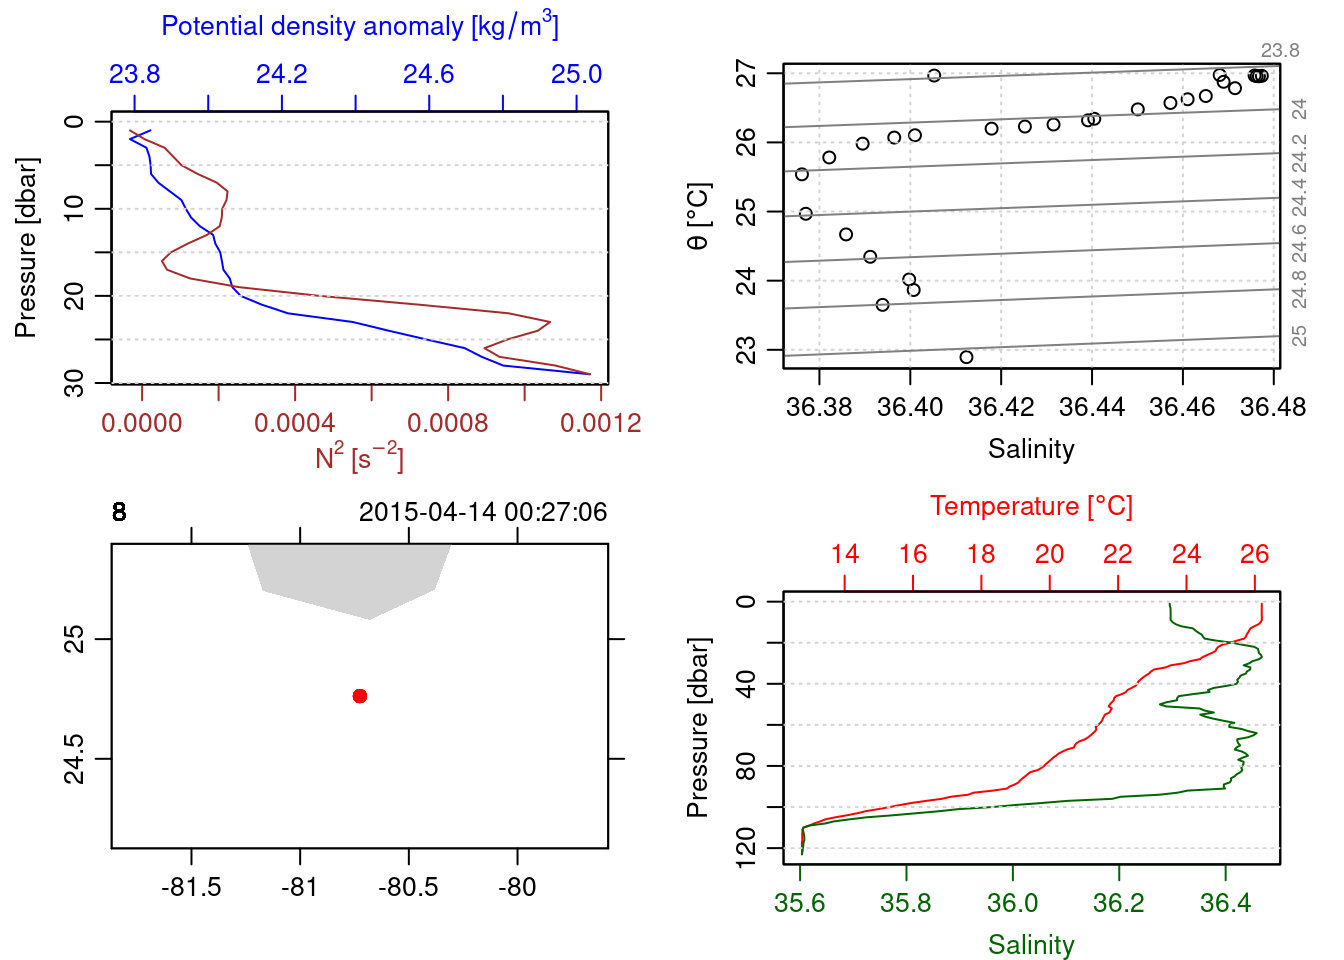 Potential density anomaly [kg/m³]
23.8 24.2 24.6 25.0
Pressure [dbar]
0
10
20
30
0.0000 0.0004 0.0008 0.0012
N² [s⁻²]
θ [°C]
27
26
25
24
23
23.8
24
24.2
24.4
24.6
24.8
25
36.38 36.40 36.42 36.44 36.46 36.48
Salinity
8 2015-04-14 00:27:06
25
24.5
-81.5 -81 -80.5 -80
Temperature [°C]
14 16 18 20 22 24 26
Pressure [dbar]
0
40
80
120
35.6 35.8 36.0 36.2 36.4
Salinity